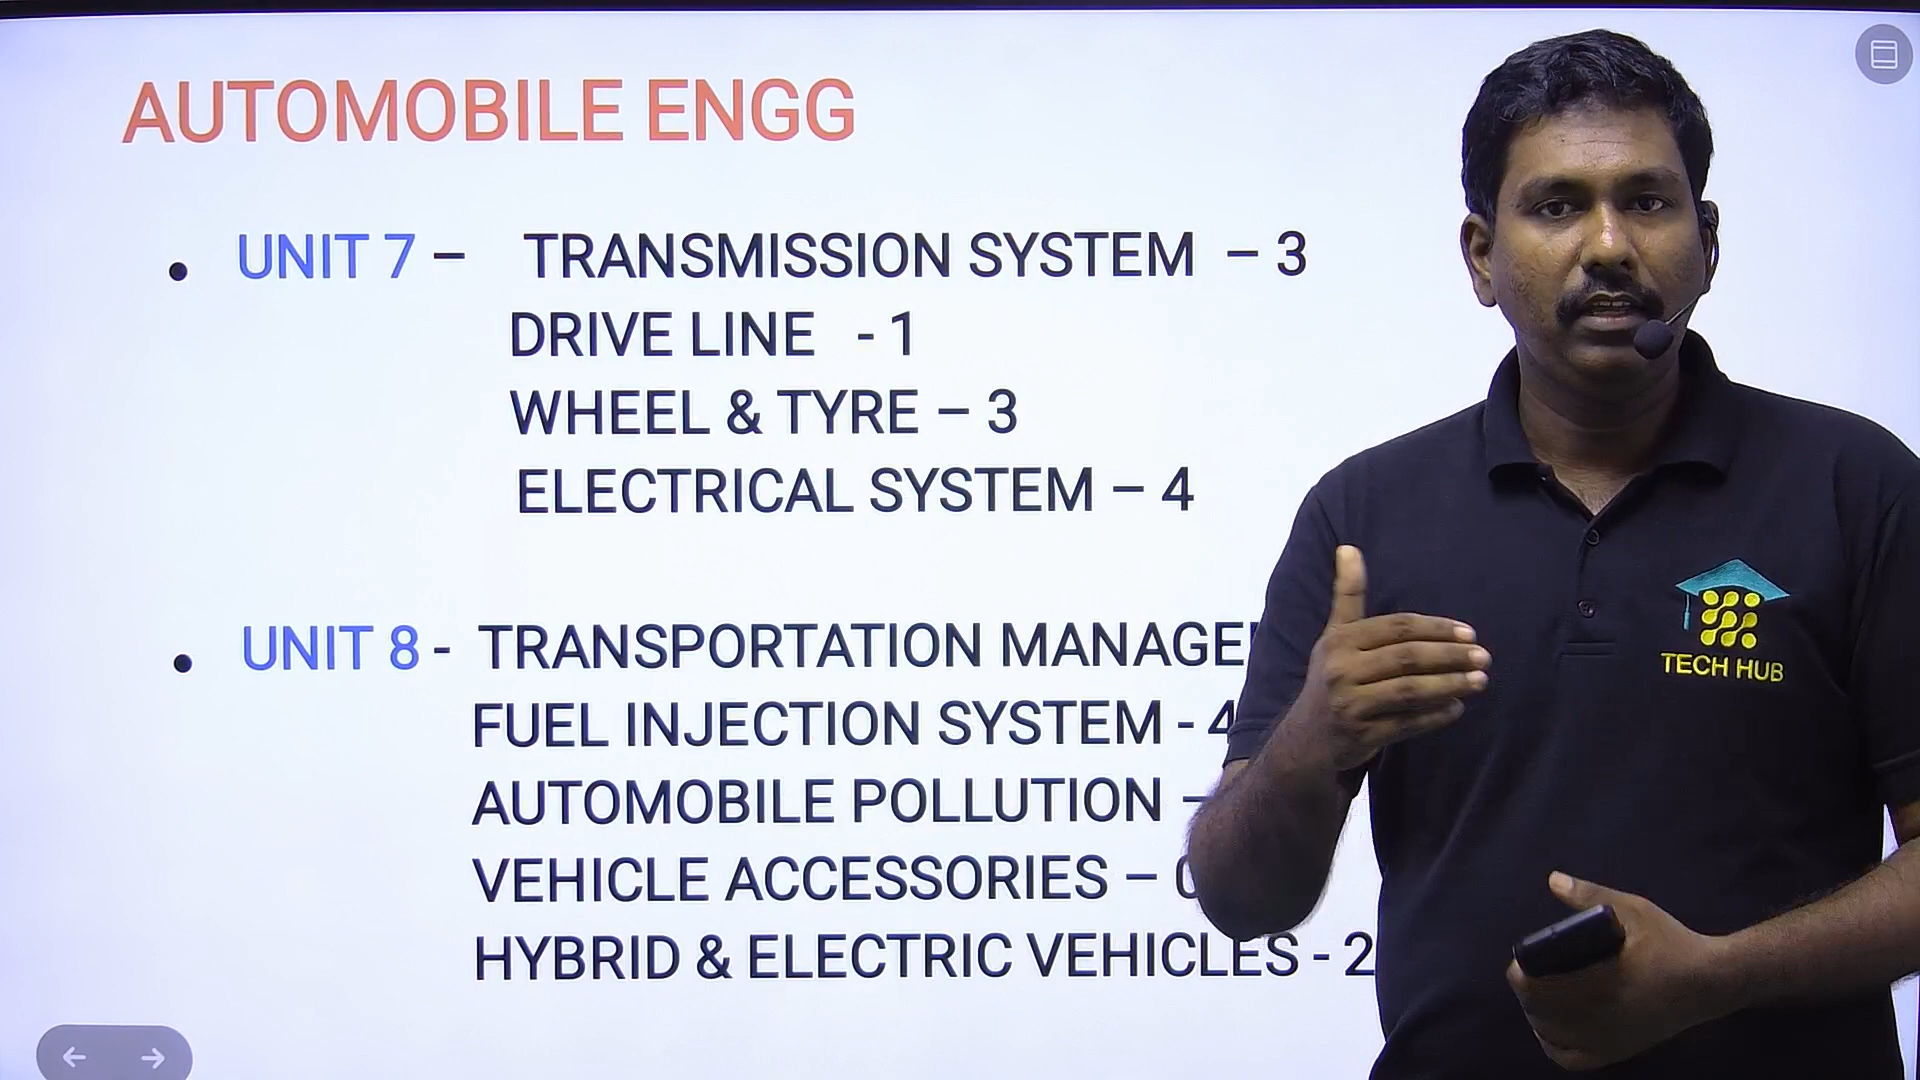 AUTOMOBILE ENGG
• UNIT 7 – TRANSMISSION SYSTEM – 3
DRIVE LINE - 1
WHEEL & TYRE – 3
ELECTRICAL SYSTEM – 4
• UNIT 8 - TRANSPORTATION
FUEL INJECTION SYSTEM - 4
AUTOMOBILE POLLUTION –
VEHICLE ACCESSORIES –
HYBRID & ELECTRIC VEHICLES - 2
TECH HUB